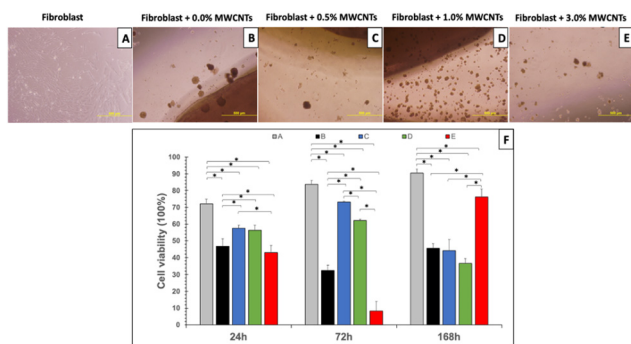 Fibroblast Fibroblast + 0.0% MWCNTs Fibroblast + 0.5% MWCNTs Fibroblast + 1.0% MWCNTs Fibroblast + 3.0% MWCNTs
A B C D E
F
A B C D E
Cell viability (100%)
100
90
80
70
60
50
40
30
20
10
0
24h 72h 168h